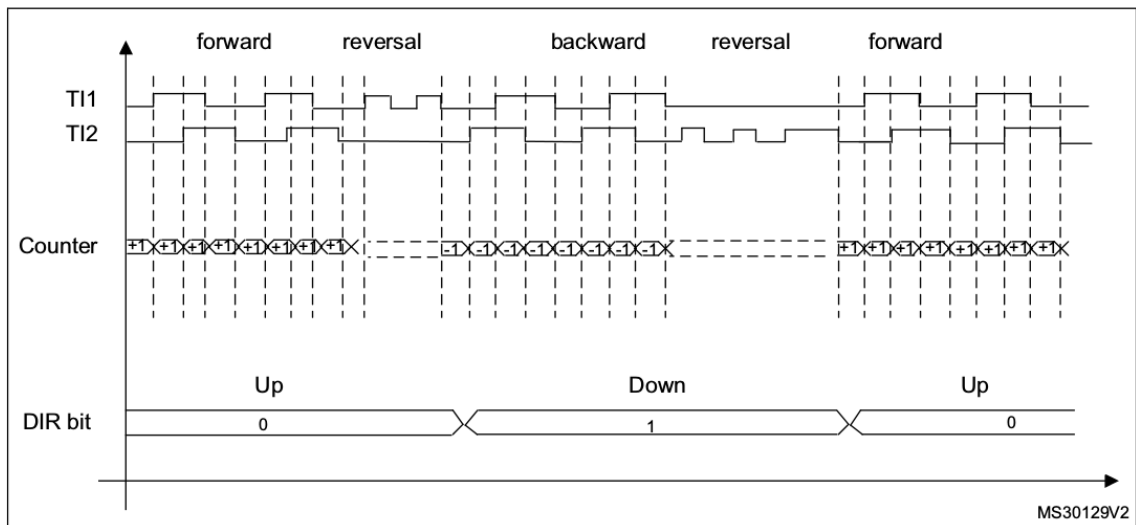 forward reversal backward reversal forward
TI1
TI2
Counter +1 +1 +1 +1 +1 +1 +1 +1 -1 -1 -1 -1 -1 -1 -1 -1 +1 +1 +1 +1 +1 +1 +1 +1
Up Down Up
DIR bit 0 1 0
MS30129V2